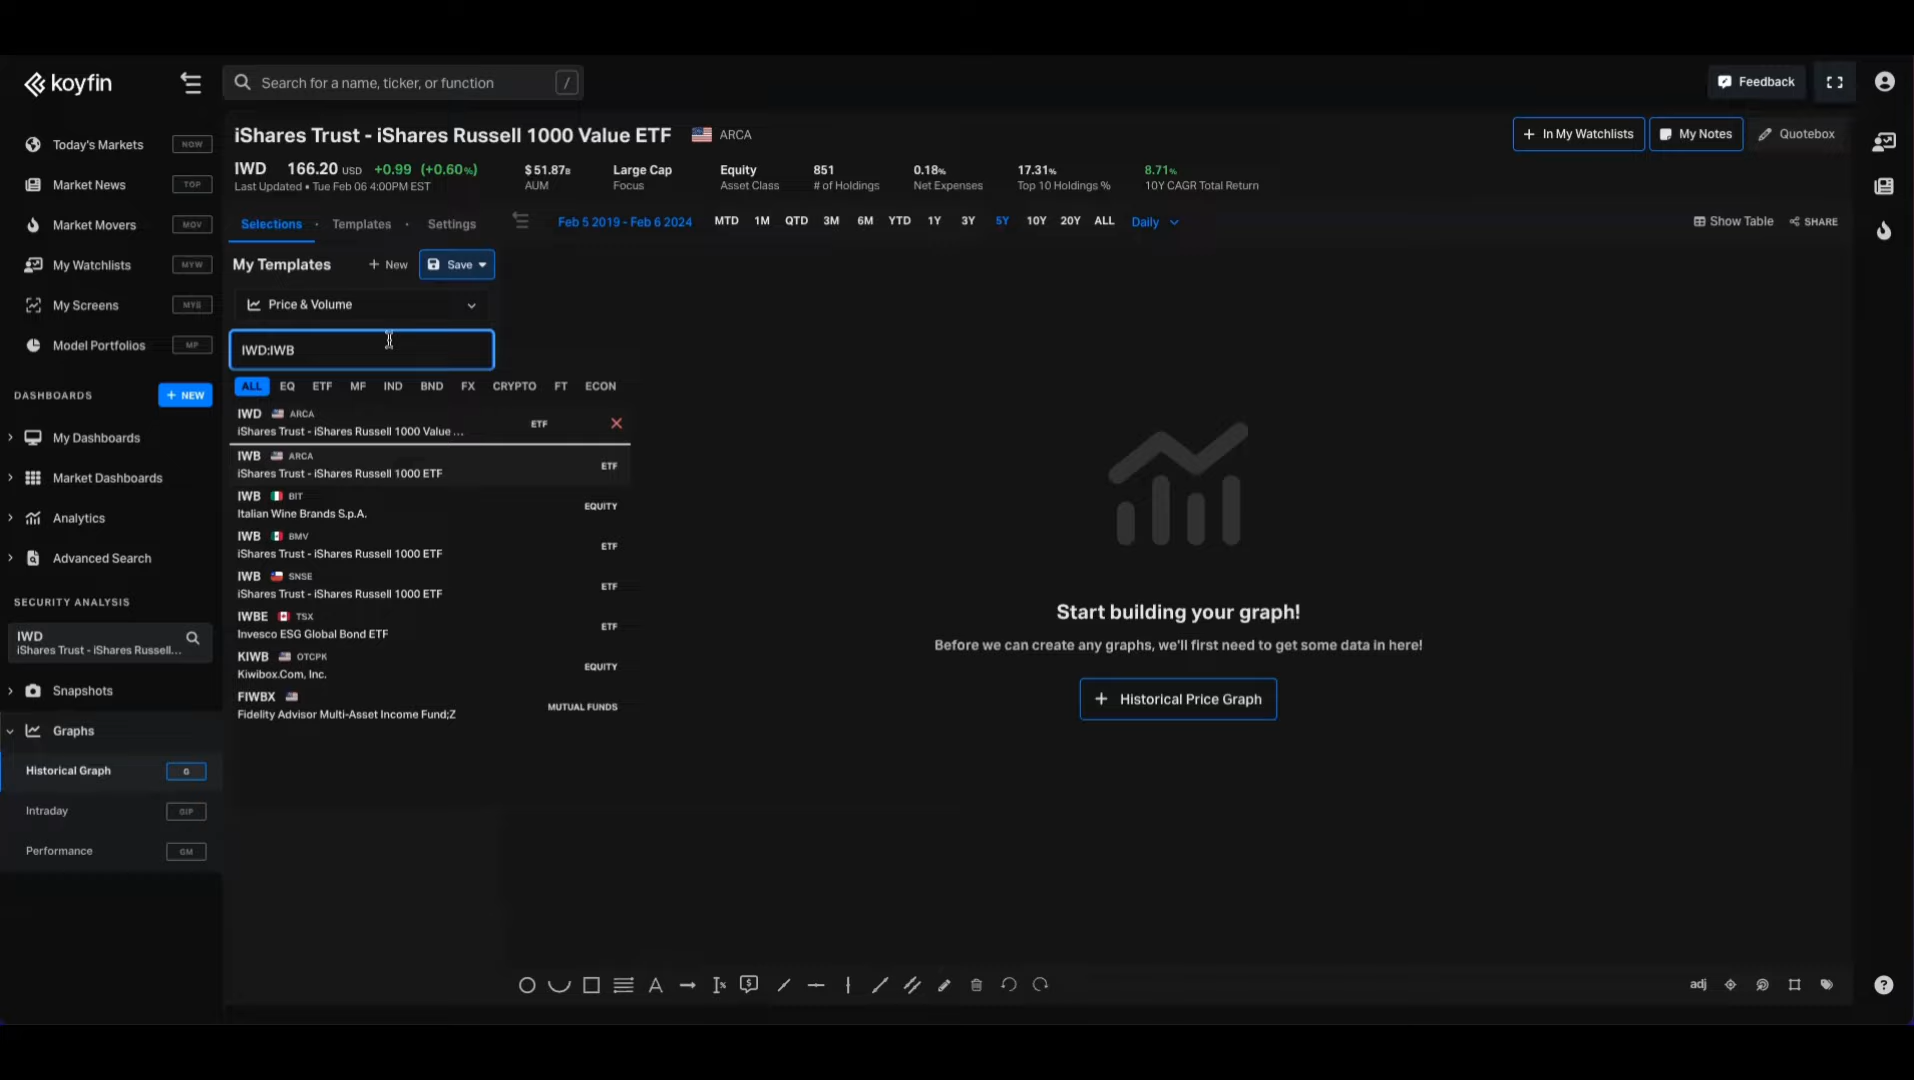 koyfin
Search for a name, ticker, or function
/
Feedback
Today's Markets
NOW
Market News
TOP
Market Movers
MOV
My Watchlists
MYW
My Screens
MYS
Model Portfolios
MP
DASHBOARDS
+ NEW
My Dashboards
Market Dashboards
Analytics
Advanced Search
SECURITY ANALYSIS
IWD
iShares Trust - iShares Russell...
Snapshots
Graphs
Historical Graph
G
Intraday
GIP
Performance
GM
iShares Trust - iShares Russell 1000 Value ETF
ARCA
+ In My Watchlists
My Notes
Quotebox
IWD 166.20 USD +0.99 (+0.60%)
Last Updated • Tue Feb 06 4:00PM EST
$51.87B
AUM
Large Cap
Focus
Equity
Asset Class
851
# of Holdings
0.18%
Net Expenses
17.31%
Top 10 Holdings %
8.71%
10Y CAGR Total Return
Selections · Templates · Settings
Feb 5 2019 - Feb 6 2024
MTD 1M QTD 3M 6M YTD 1Y 3Y 5Y 10Y 20Y ALL Daily
Show Table
SHARE
My Templates
+ New
Save
Price & Volume
IWD:IWB
ALL EQ ETF MF IND BND FX CRYPTO FT ECON
IWD ARCA
iShares Trust - iShares Russell 1000 Value ...
ETF
IWB ARCA
iShares Trust - iShares Russell 1000 ETF
ETF
IWB BIT
Italian Wine Brands S.p.A.
EQUITY
IWB BMV
iShares Trust - iShares Russell 1000 ETF
ETF
IWB SNSE
iShares Trust - iShares Russell 1000 ETF
ETF
IWBE TSX
Invesco ESG Global Bond ETF
ETF
KIWB OTCPK
Kiwibox.Com, Inc.
EQUITY
FIWBX
Fidelity Advisor Multi-Asset Income Fund;Z
MUTUAL FUNDS
Start building your graph!
Before we can create any graphs, we'll first need to get some data in here!
+ Historical Price Graph
adj
?